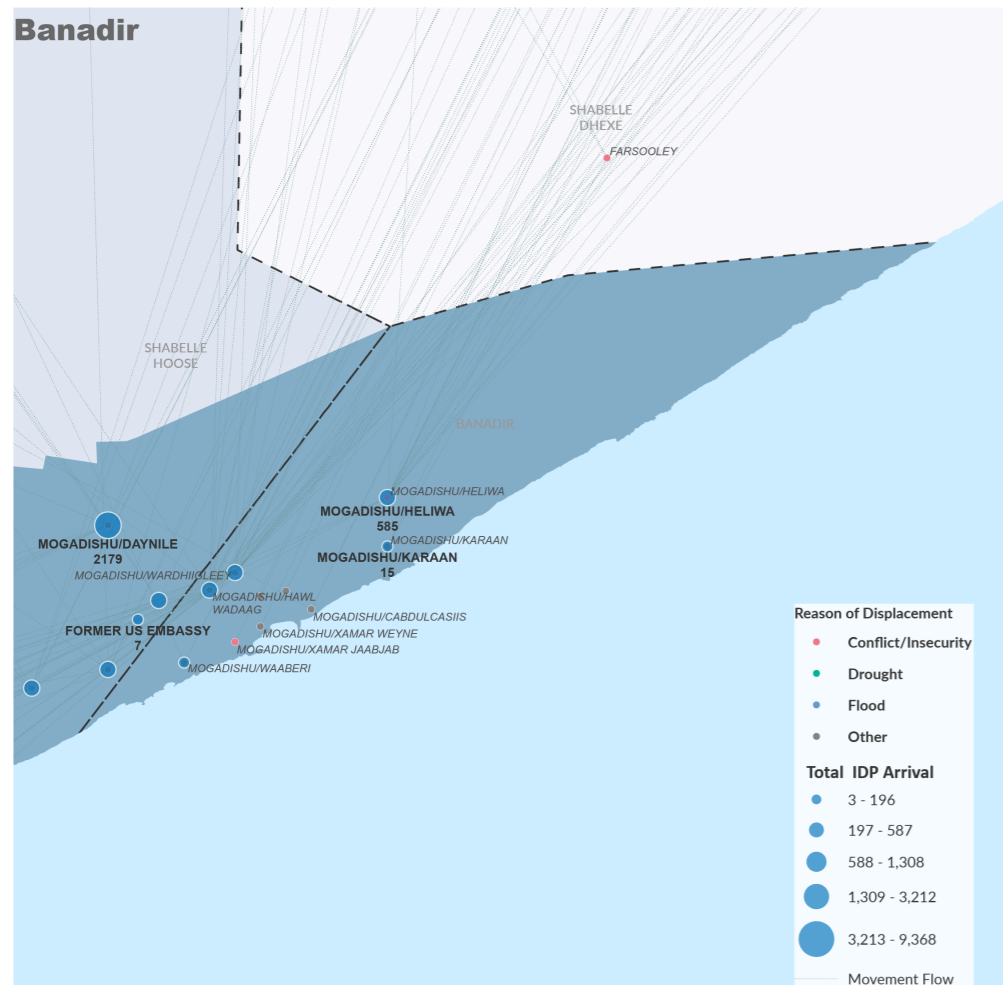 Banadir
SHABELLE
DHEXE
FARSOOLEY
SHABELLE
HOOSE
BANADIR
MOGADISHU/HELIWA
MOGADISHU/HELIWA
585
MOGADISHU/KARAAN
MOGADISHU/KARAAN
15
MOGADISHU/DAYNILE
2179
MOGADISHU/WARDHIIGLEEY
MOGADISHU/HAWL
WADAAG
MOGADISHU/CABDULCASIIS
FORMER US EMBASSY
7
MOGADISHU/XAMAR WEYNE
MOGADISHU/XAMAR JAABJAB
MOGADISHU/WAABERI
Reason of Displacement
Conflict/Insecurity
Drought
Flood
Other
Total IDP Arrival
3 - 196
197 - 587
588 - 1,308
1,309 - 3,212
3,213 - 9,368
Movement Flow